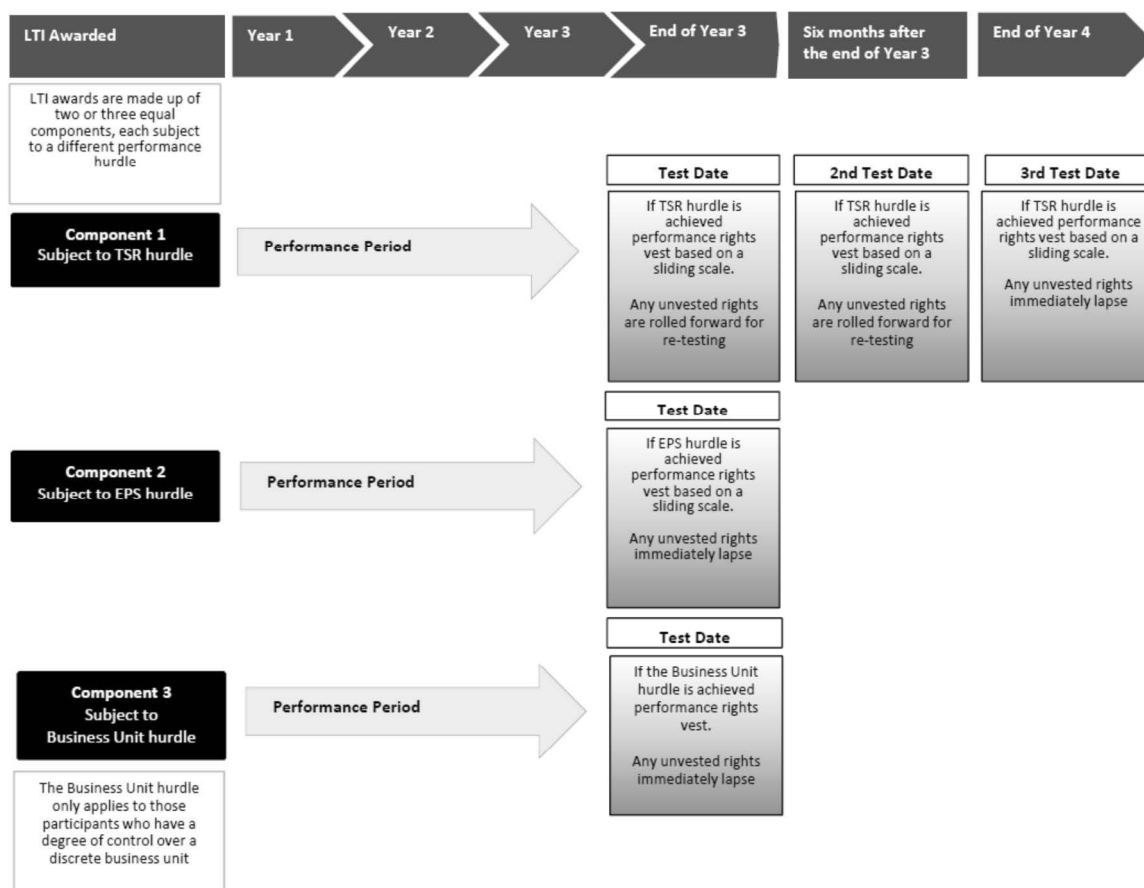 LTI Awarded
Year 1
Year 2
Year 3
End of Year 3
Six months after
the end of Year 3
End of Year 4
LTI awards are made up of
two or three equal
components, each subject
to a different performance
hurdle
Component 1
Subject to TSR hurdle
Performance Period
Test Date
If TSR hurdle is
achieved
performance rights
vest based on a
sliding scale.
Any unvested rights
are rolled forward for
re-testing
2nd Test Date
If TSR hurdle is
achieved
performance rights
vest based on a
sliding scale.
Any unvested rights
are rolled forward for
re-testing
3rd Test Date
If TSR hurdle is
achieved performance
rights vest based on a
sliding scale.
Any unvested rights
immediately lapse
Component 2
Subject to EPS hurdle
Performance Period
Test Date
If EPS hurdle is
achieved
performance rights
vest based on a
sliding scale.
Any unvested rights
immediately lapse
Component 3
Subject to
Business Unit hurdle
Performance Period
Test Date
If the Business Unit
hurdle is achieved
performance rights
vest.
Any unvested rights
immediately lapse
The Business Unit hurdle
only applies to those
participants who have a
degree of control over a
discrete business unit